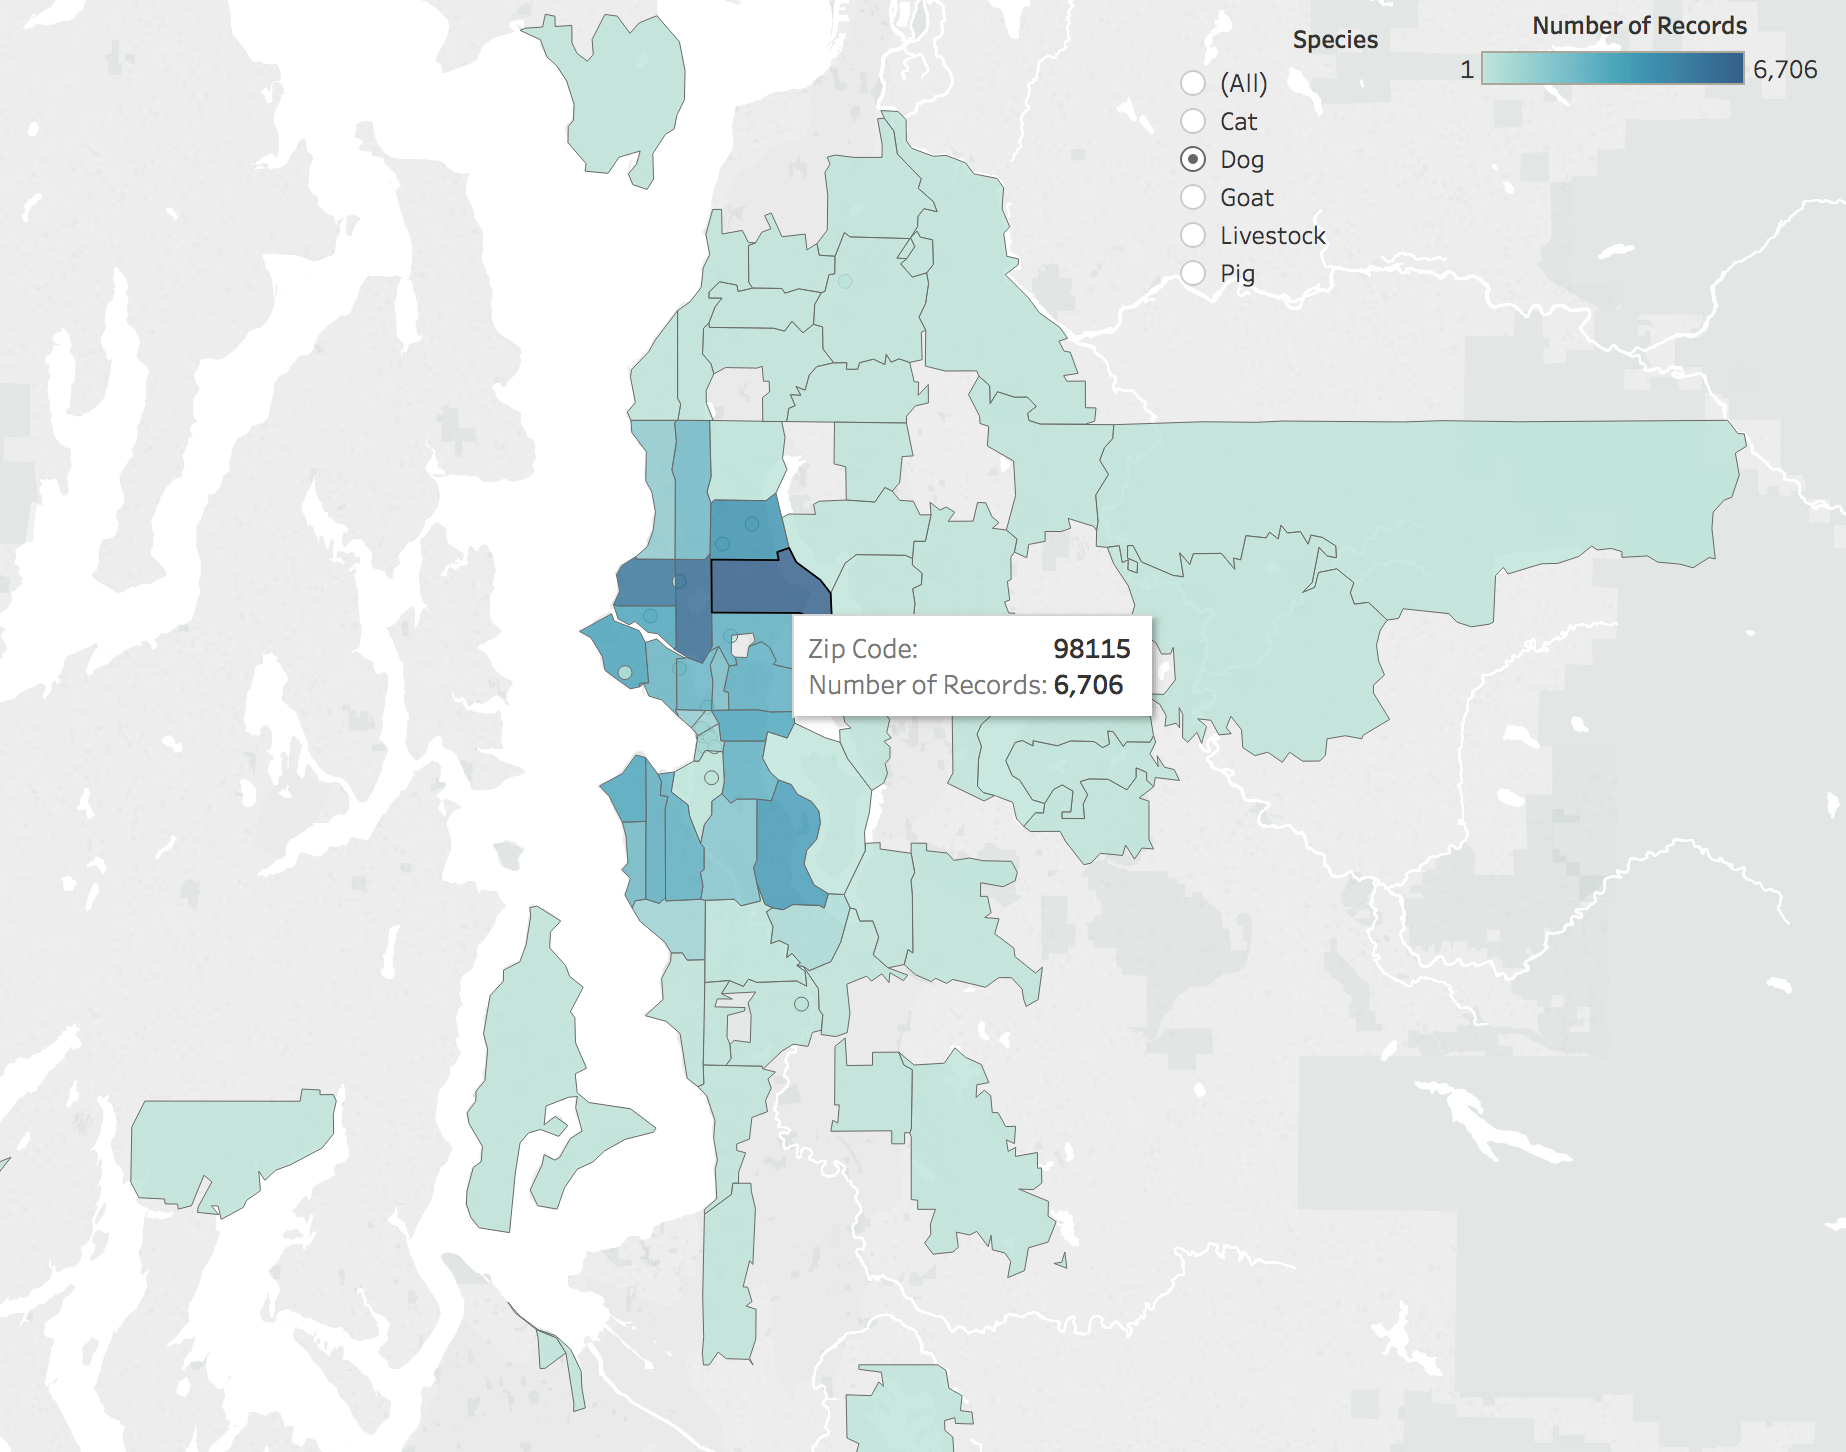 Number of Records
Species
1
6,706
(All)
Cat
Dog
Goat
Livestock
Pig
Zip Code: 98115
Number of Records: 6,706